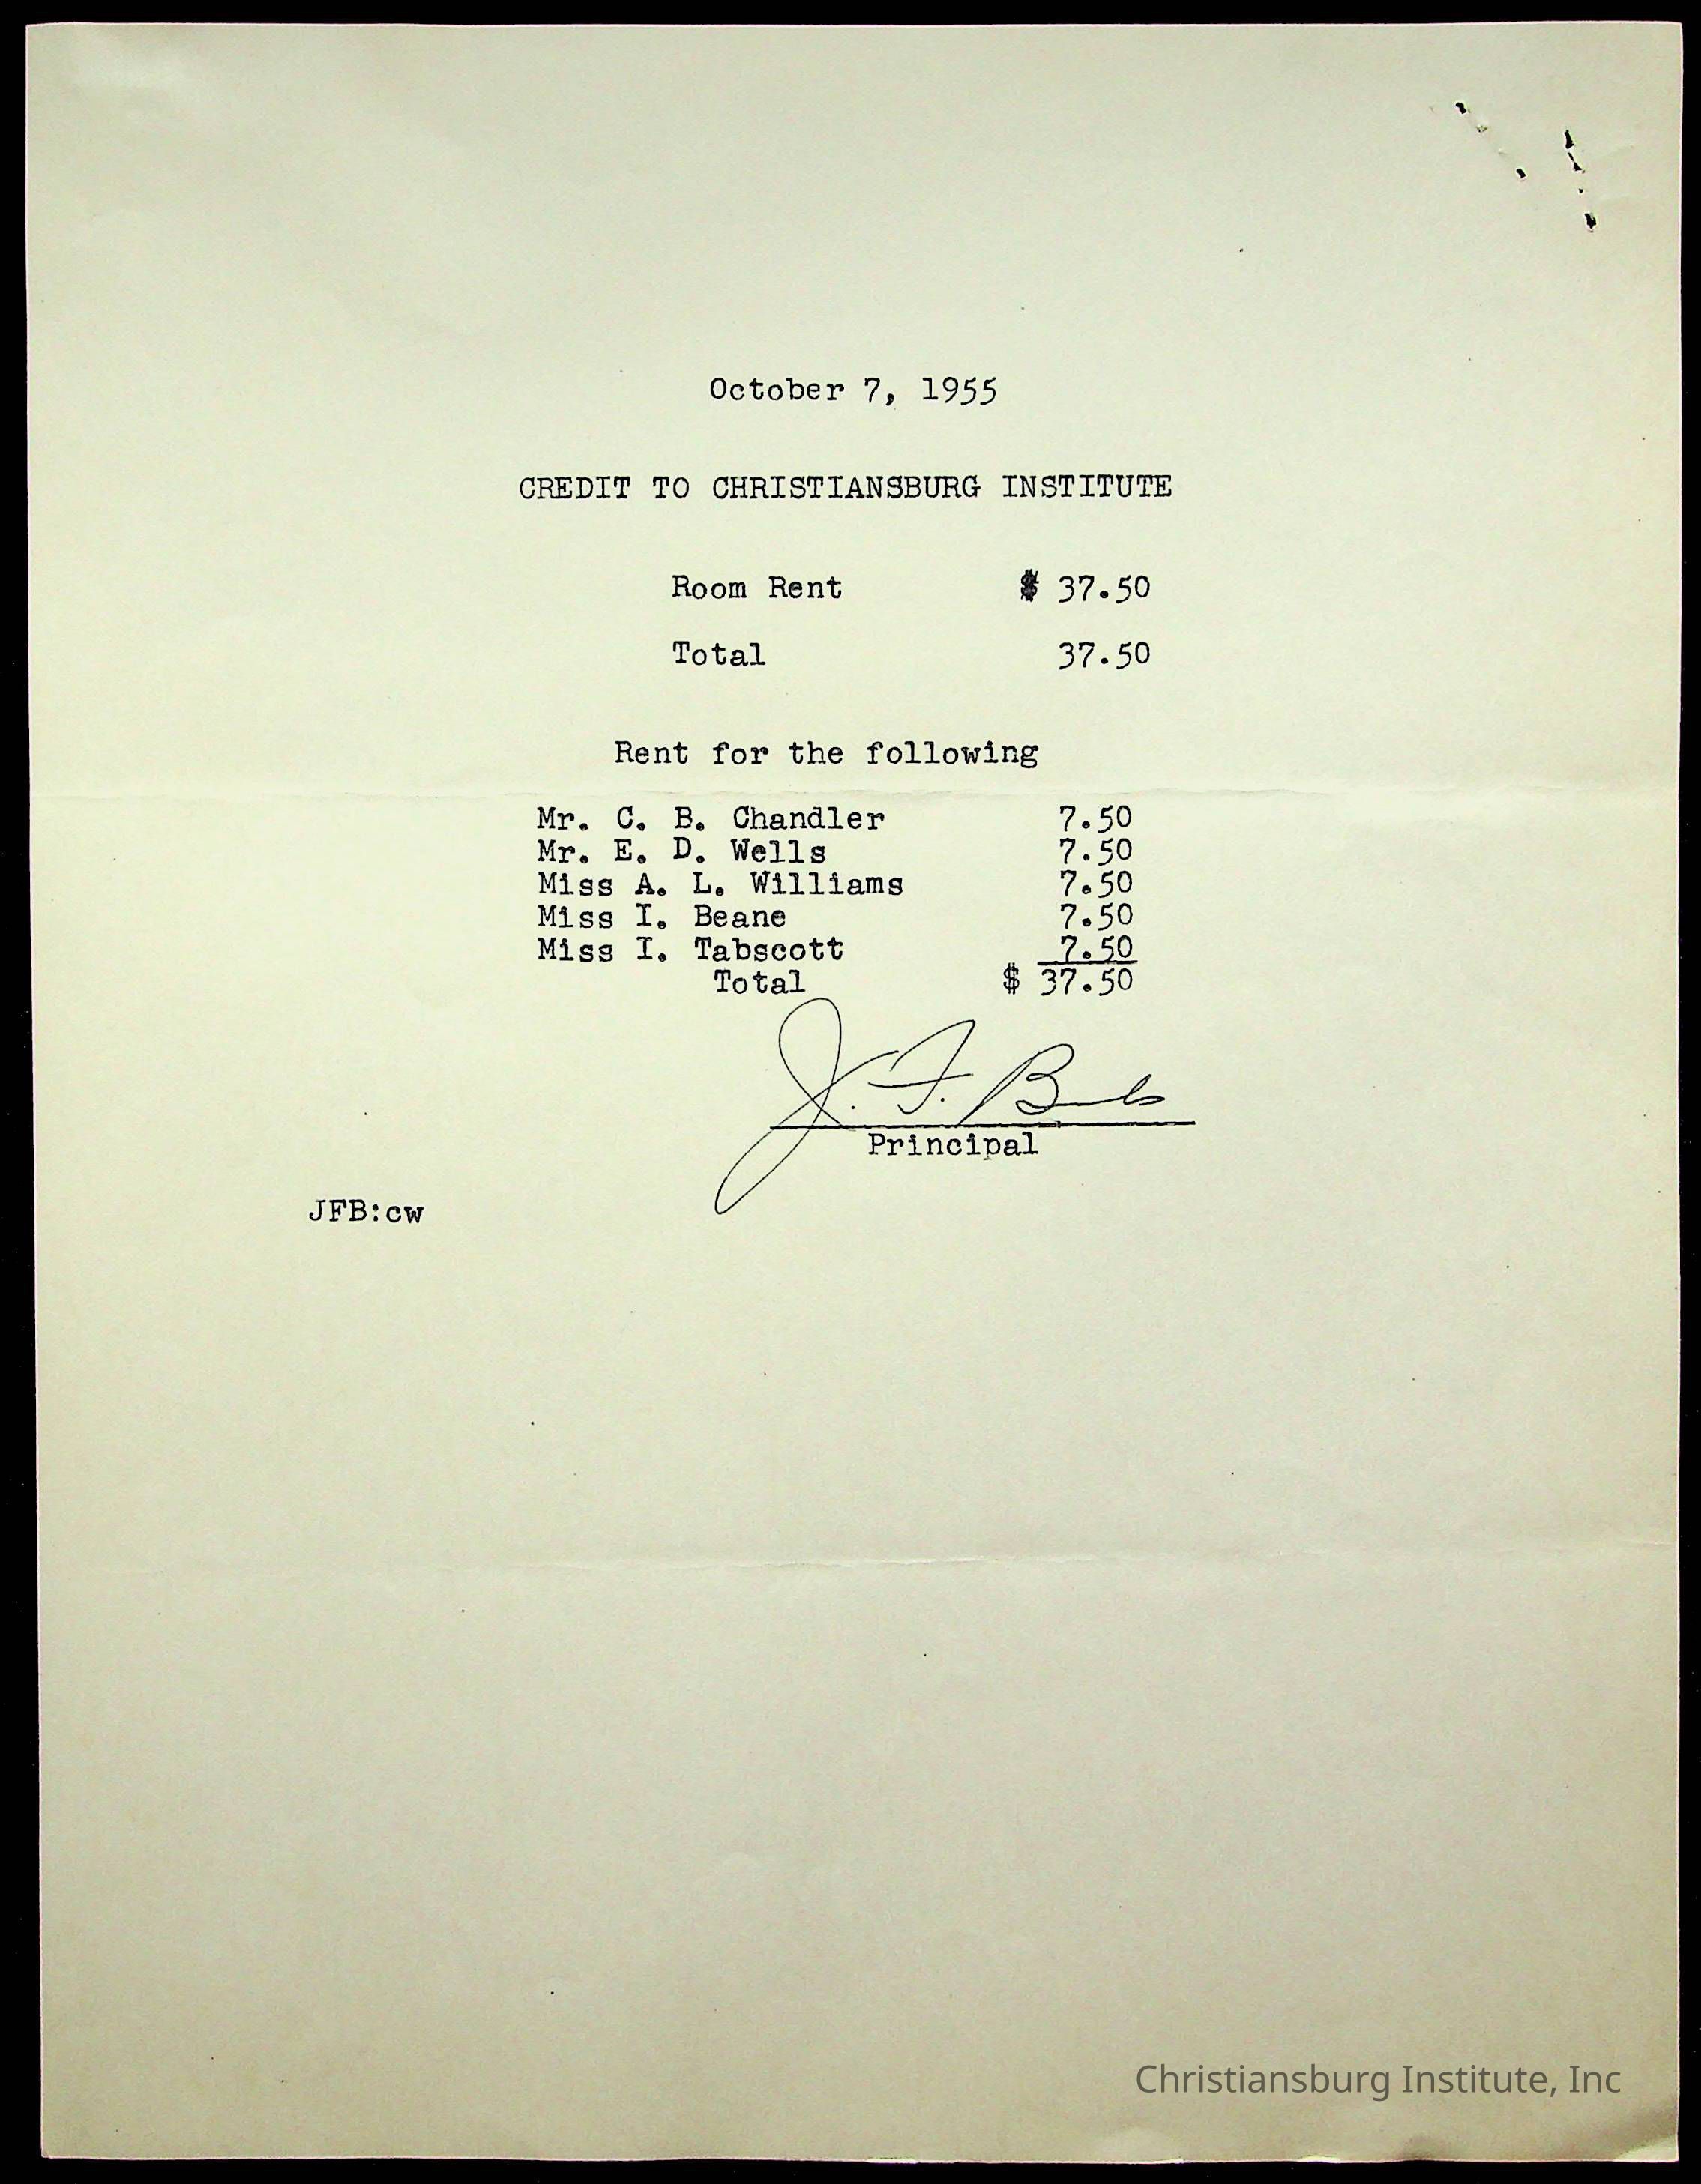 October 7, 1955
CREDIT TO CHRISTIANSBURG INSTITUTE
Room Rent $ 37.50
Total 37.50
Rent for the following
Mr. C. B. Chandler 7.50
Mr. E. D. Wells 7.50
Miss A. L. Williams 7.50
Miss I. Beane 7.50
Miss I. Tabscott 7.50
Total $ 37.50
J. F.
Principal
JFB:cw
Christiansburg Institute, Inc